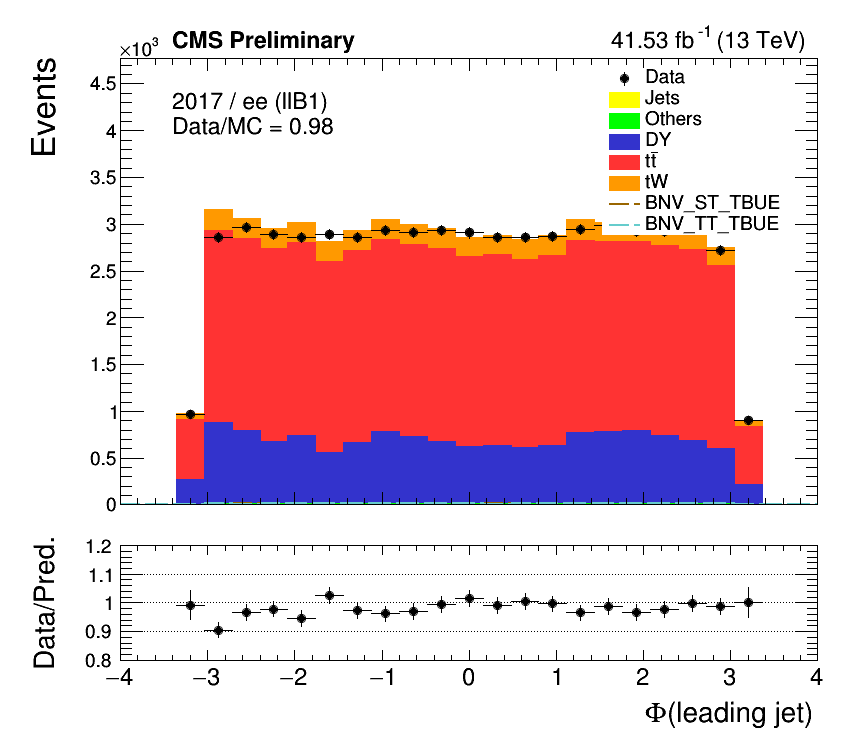 ×10³ CMS Preliminary 41.53 fb⁻¹ (13 TeV)
Events
2017 / ee (llB1)
Data/MC = 0.98
Data
Jets
Others
DY
tt̄
tW
BNV_ST_TBUE
BNV_TT_TBUE
4.5
4
3.5
3
2.5
2
1.5
1
0.5
0
Data/Pred.
1.2
1.1
1
0.9
0.8
−4 −3 −2 −1 0 1 2 3 4
Φ(leading jet)